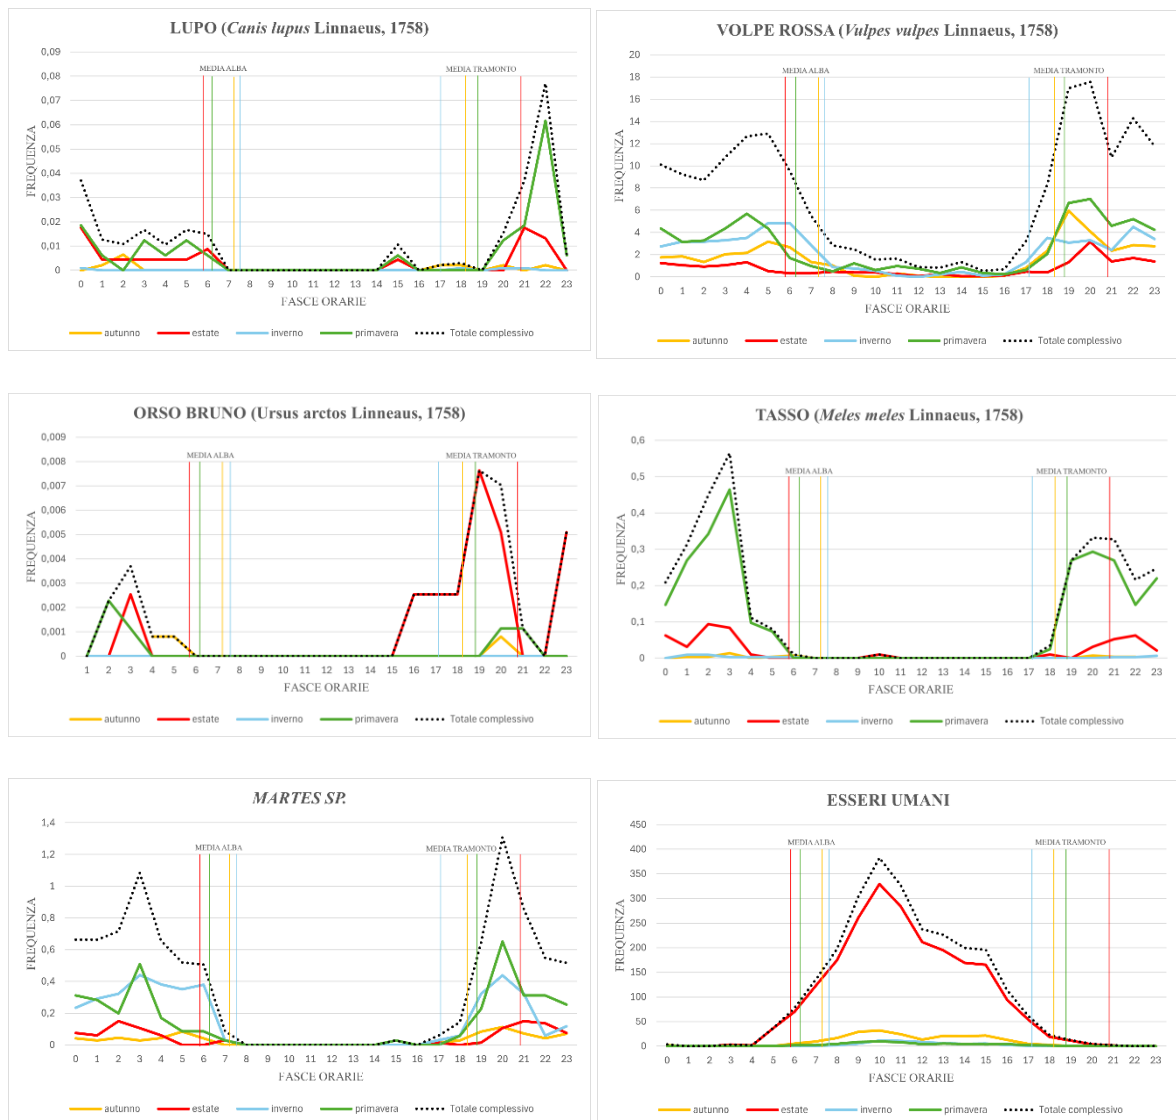 LUPO (Canis lupus Linnaeus, 1758)
0,09
0,08
0,07
0,06
0,05
0,04
0,03
0,02
0,01
0
FREQUENZA
MEDIA ALBA
MEDIA TRAMONTO
0 1 2 3 4 5 6 7 8 9 10 11 12 13 14 15 16 17 18 19 20 21 22 23
FASCE ORARIE
autunno estate inverno primavera Totale complessivo
VOLPE ROSSA (Vulpes vulpes Linnaeus, 1758)
20
18
16
14
12
10
8
6
4
2
0
FREQUENZA
MEDIA ALBA
MEDIA TRAMONTO
0 1 2 3 4 5 6 7 8 9 10 11 12 13 14 15 16 17 18 19 20 21 22 23
FASCE ORARIE
autunno estate inverno primavera Totale complessivo
ORSO BRUNO (Ursus arctos Linneaus, 1758)
0,009
0,008
0,007
0,006
0,005
0,004
0,003
0,002
0,001
0
FREQUENZA
MEDIA ALBA
MEDIA TRAMONTO
1 2 3 4 5 6 7 8 9 10 11 12 13 14 15 16 17 18 19 20 21 22 23
FASCE ORARIE
autunno estate inverno primavera Totale complessivo
TASSO (Meles meles Linnaeus, 1758)
0,6
0,5
0,4
0,3
0,2
0,1
0
FREQUENZA
MEDIA ALBA
MEDIA TRAMONTO
0 1 2 3 4 5 6 7 8 9 10 11 12 13 14 15 16 17 18 19 20 21 22 23
FASCE ORARIE
autunno estate inverno primavera Totale complessivo
MARTES SP.
1,4
1,2
1
0,8
0,6
0,4
0,2
0
FREQUENZA
MEDIA ALBA
MEDIA TRAMONTO
0 1 2 3 4 5 6 7 8 9 10 11 12 13 14 15 16 17 18 19 20 21 22 23
FASCE ORARIE
autunno estate inverno primavera Totale complessivo
ESSERI UMANI
450
400
350
300
250
200
150
100
50
0
FREQUENZA
MEDIA ALBA
MEDIA TRAMONTO
0 1 2 3 4 5 6 7 8 9 10 11 12 13 14 15 16 17 18 19 20 21 22 23
FASCE ORARIE
autunno estate inverno primavera Totale complessivo